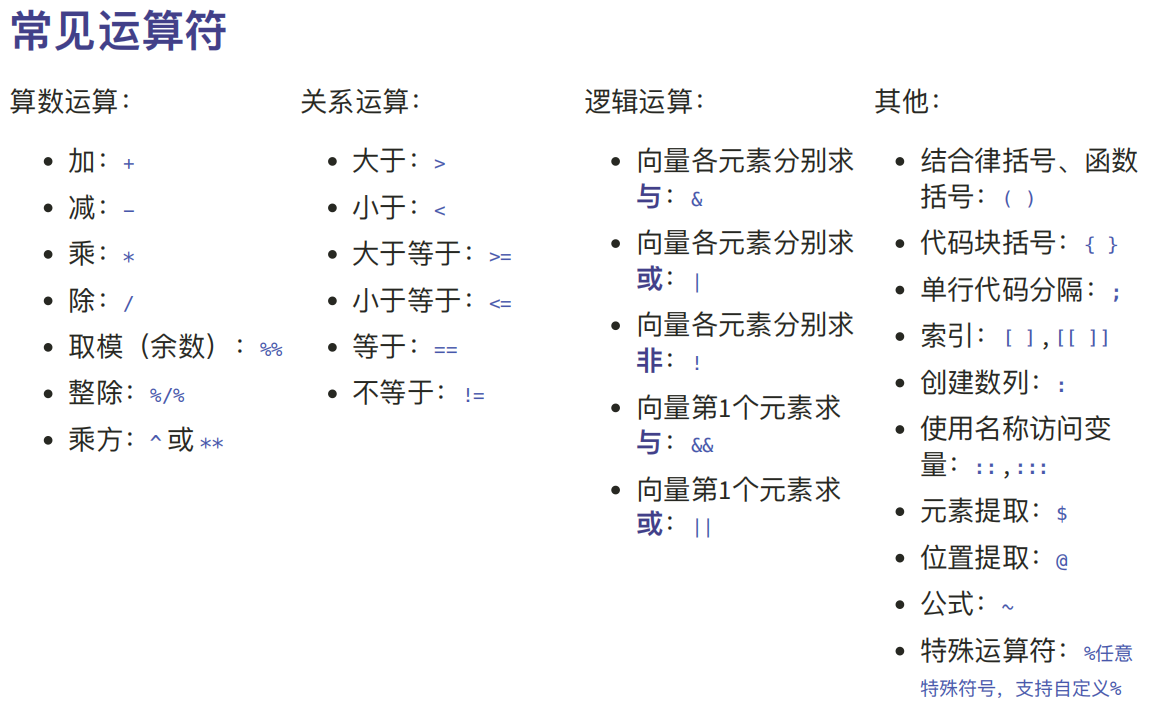 常见运算符
算数运算：
加：+
减：-
乘：*
除：/
取模（余数）：%%
整除：%/%
乘方：^ 或 **
关系运算：
大于：>
小于：<
大于等于：>=
小于等于：<=
等于：==
不等于：!=
逻辑运算：
向量各元素分别求
与：&
向量各元素分别求
或：|
向量各元素分别求
非：!
向量第1个元素求
与：&&
向量第1个元素求
或：||
其他：
结合律括号、函数
括号：( )
代码块括号：{ }
单行代码分隔：;
索引：[ ],[[ ]]
创建数列：:
使用名称访问变
量：::,:::
元素提取：$
位置提取：@
公式：~
特殊运算符：%任意
特殊符号，支持自定义%